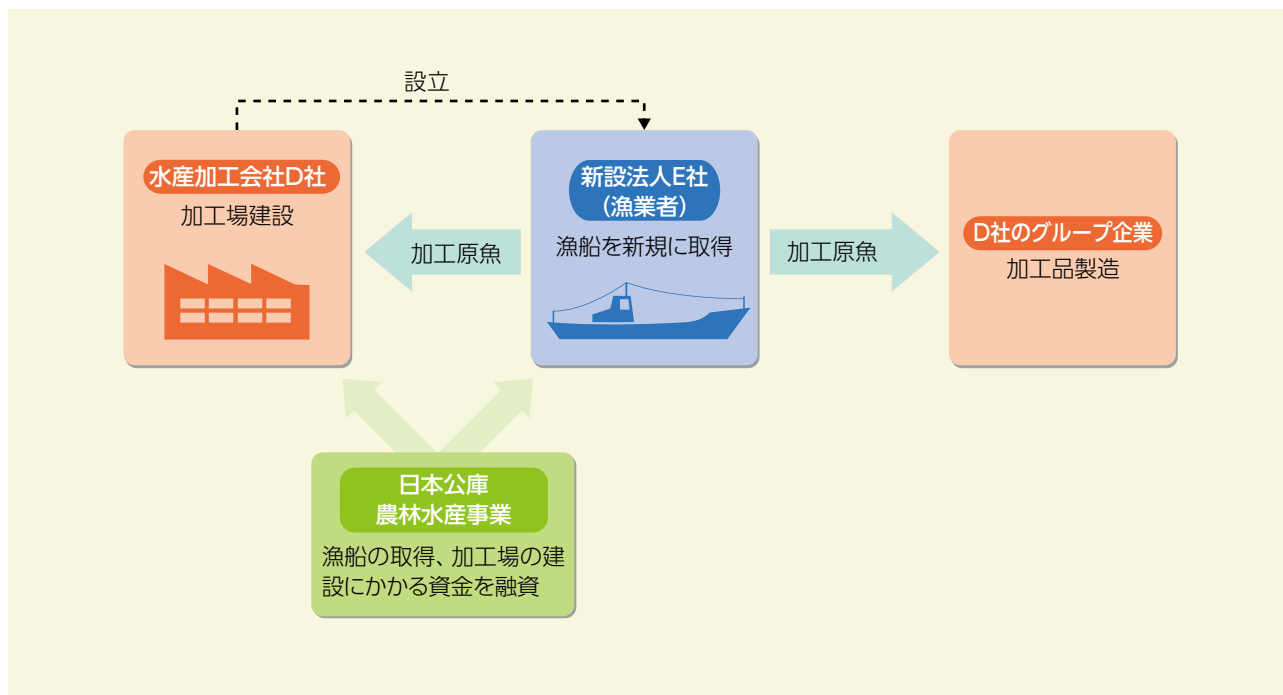 設立
水産加工会社D社
加工場建設
加工原魚
新設法人E社
(漁業者)
漁船を新規に取得
加工原魚
D社のグループ企業
加工品製造
日本公庫
農林水産事業
漁船の取得、加工場の建
設にかかる資金を融資